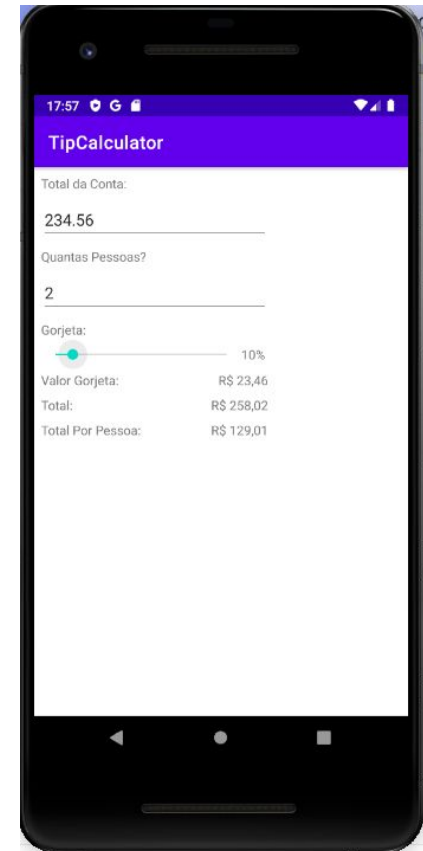 17:57
TipCalculator
Total da Conta:
234.56
Quantas Pessoas?
2
Gorjeta:
10%
Valor Gorjeta: R$ 23,46
Total: R$ 258,02
Total Por Pessoa: R$ 129,01